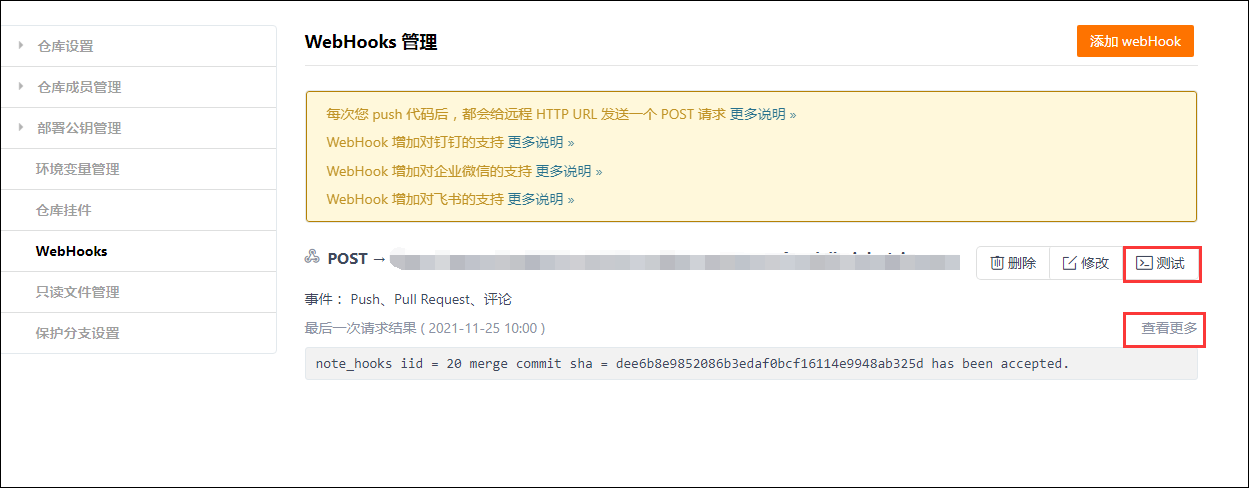 仓库设置
仓库成员管理
部署公钥管理
环境变量管理
仓库挂件
WebHooks
只读文件管理
保护分支设置
WebHooks 管理
添加 webHook
每次您 push 代码后，都会给远程 HTTP URL 发送一个 POST 请求 更多说明 »
WebHook 增加对钉钉的支持 更多说明 »
WebHook 增加对企业微信的支持 更多说明 »
WebHook 增加对飞书的支持 更多说明 »
POST →
删除 修改 测试
事件： Push、Pull Request、评论
最后一次请求结果 ( 2021-11-25 10:00 ) 查看更多
note_hooks iid = 20 merge commit sha = dee6b8e9852086b3edaf0bcf16114e9948ab325d has been accepted.